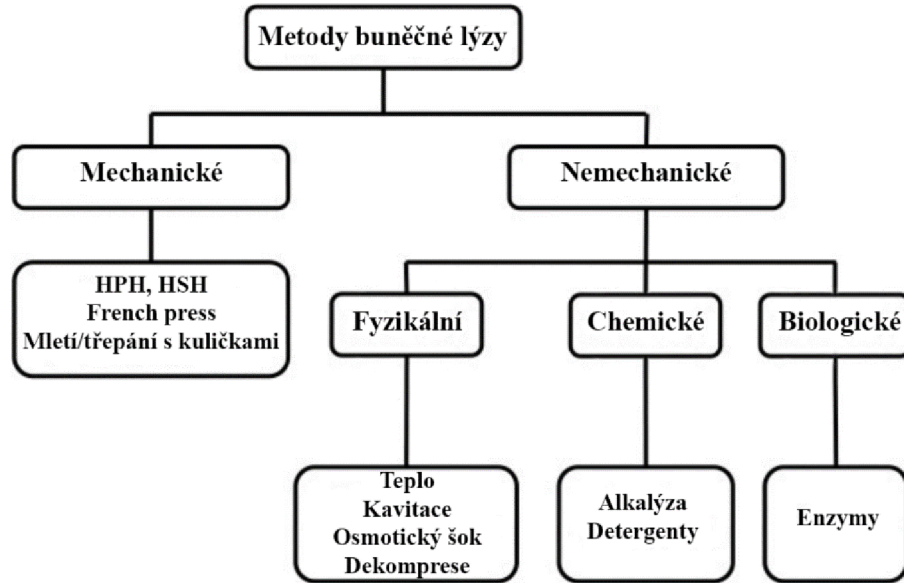 Metody buněčné lýzy
Mechanické
Nemechanické
HPH, HSH
French press
Mletí/třepání s kuličkami
Fyzikální
Chemické
Biologické
Teplo
Kavitace
Osmotický šok
Dekomprese
Alkalýza
Detergenty
Enzymy